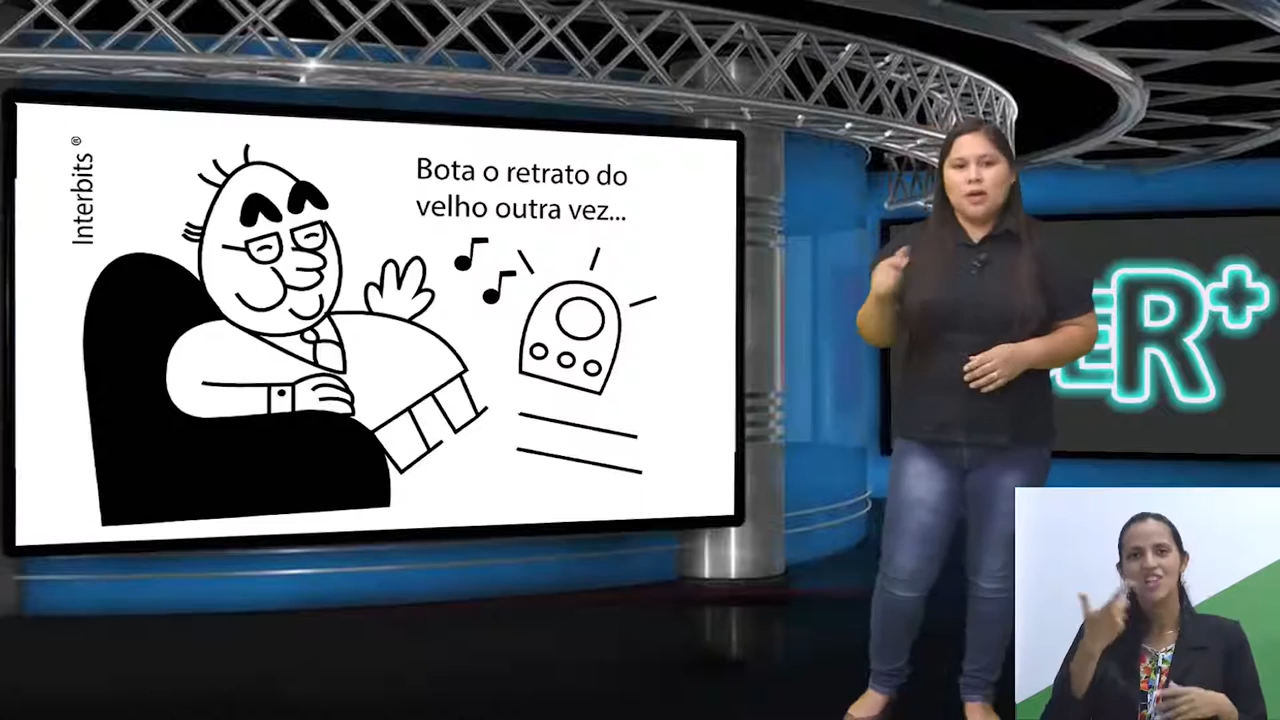 Interbits ®
Bota o retrato do
velho outra vez...
ER+